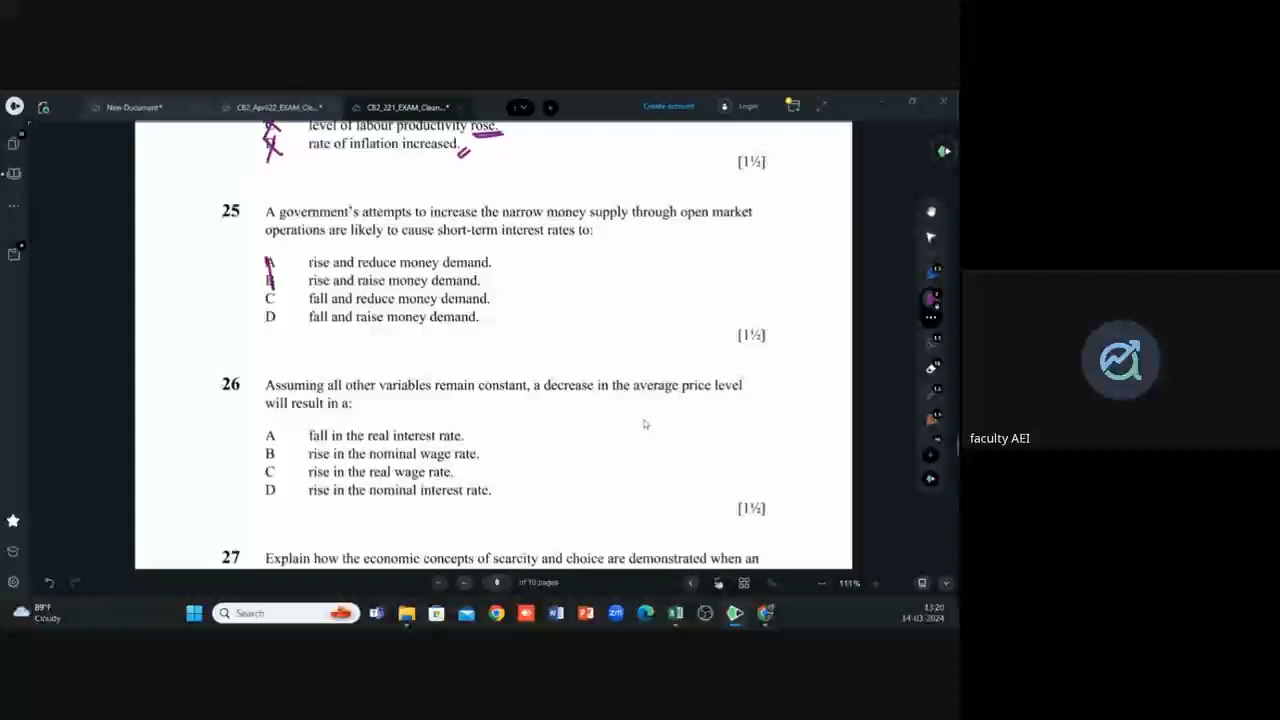 New Document*
CB2_April22_EXAM_Cle...*
CB2_221_EXAM_Clean...*
Create account
Login
level of labour productivity rose.
rate of inflation increased.
[1½]
25 A government's attempts to increase the narrow money supply through open market
operations are likely to cause short-term interest rates to:
A rise and reduce money demand.
B rise and raise money demand.
C fall and reduce money demand.
D fall and raise money demand.
[1½]
26 Assuming all other variables remain constant, a decrease in the average price level
will result in a:
A fall in the real interest rate.
B rise in the nominal wage rate.
C rise in the real wage rate.
D rise in the nominal interest rate.
[1½]
27 Explain how the economic concepts of scarcity and choice are demonstrated when an
faculty AEI
8 of 10 pages
111%
89°F
Cloudy
Search
13:20
14-03-2024